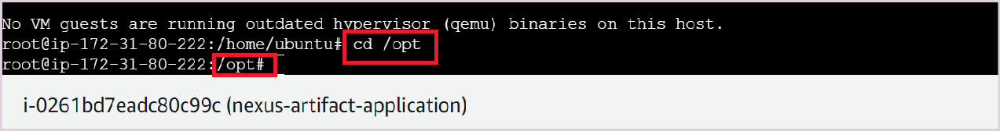 No VM guests are running outdated hypervisor (qemu) binaries on this host.
root@ip-172-31-80-222:/home/ubuntu# cd /opt
root@ip-172-31-80-222:/opt#
i-0261bd7eadc80c99c (nexus-artifact-application)